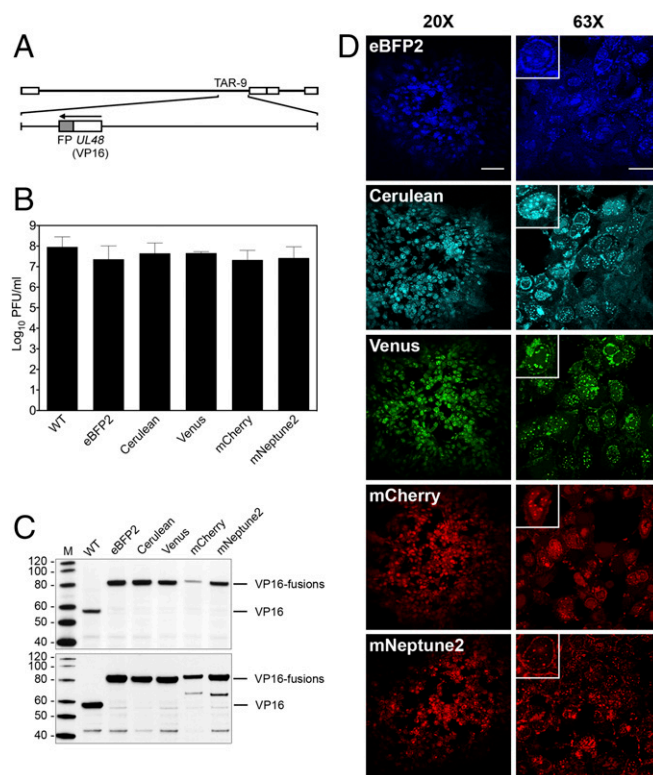 A
TAR-9
FP UL48
(VP16)
B
Log10 PFU/ml
9
8
7
6
5
4
3
2
1
0
WT
eBFP2
Cerulean
Venus
mCherry
mNeptune2
C
M WT eBFP2 Cerulean Venus mCherry mNeptune2
120
100
80 VP16-fusions
60 VP16
50
40
120
100
80 VP16-fusions
60 VP16
50
40
D
20X 63X
eBFP2
Cerulean
Venus
mCherry
mNeptune2